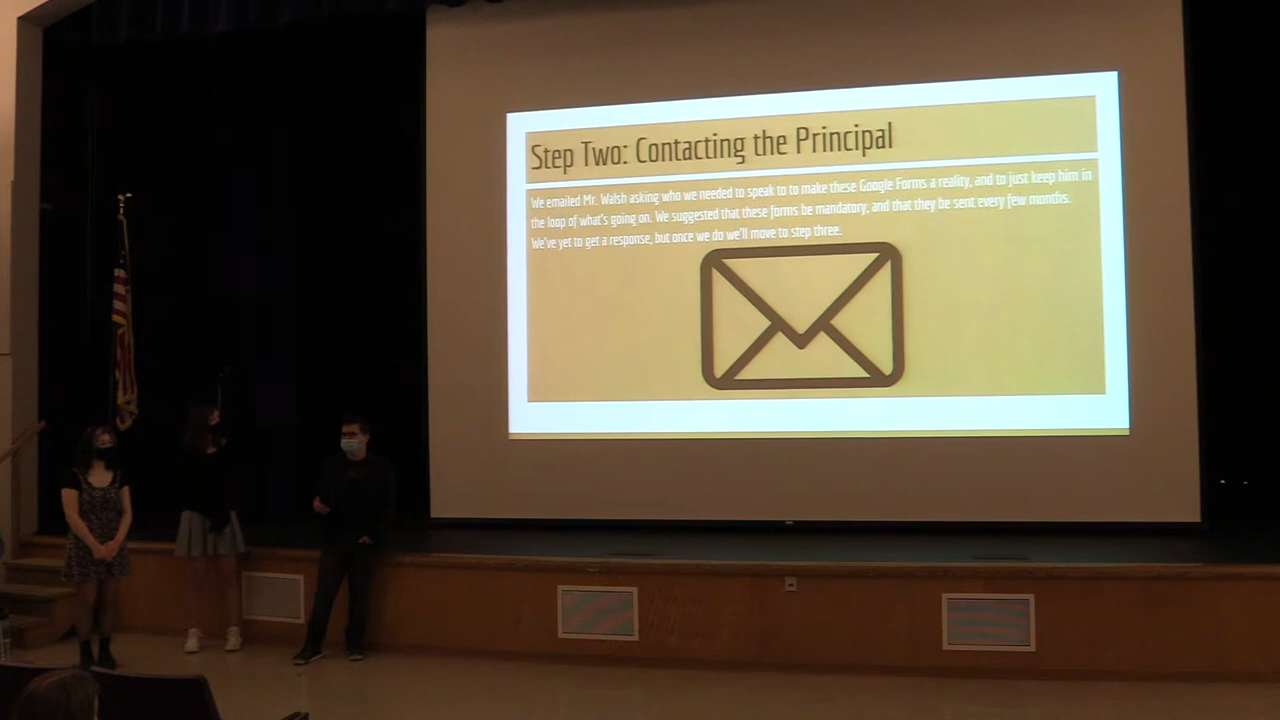 Step Two: Contacting the Principal
We emailed Mr. Walsh asking who we needed to speak to to make these Google Forms a reality, and to just keep him in
the loop of what's going on. We suggested that these forms be mandatory, and that they be sent every few months.
We've yet to get a response, but once we do we'll move to step three.